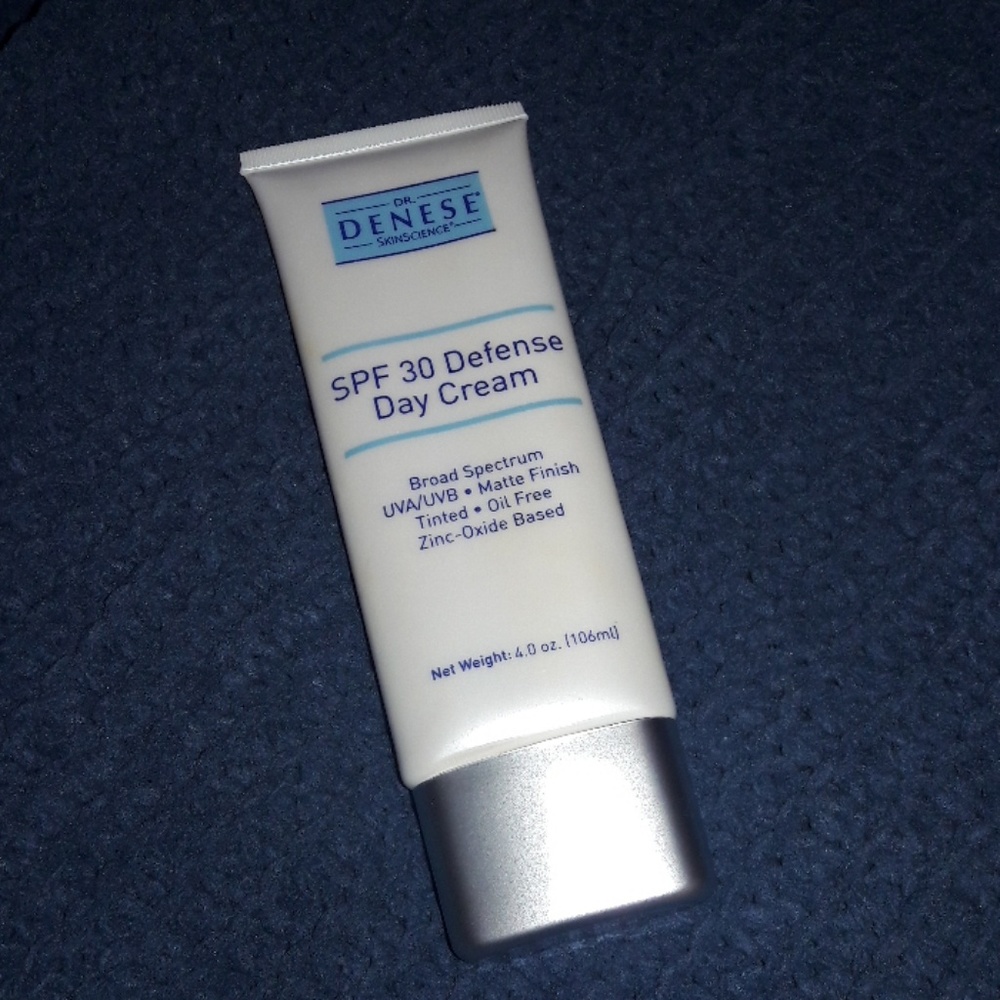 DR.
DENESE®
SKINSCIENCE®
SPF 30 Defense
Day Cream
Broad Spectrum
UVA/UVB • Matte Finish
Tinted • Oil Free
Zinc-Oxide Based
Net Weight: 4.0 oz. (106ml)